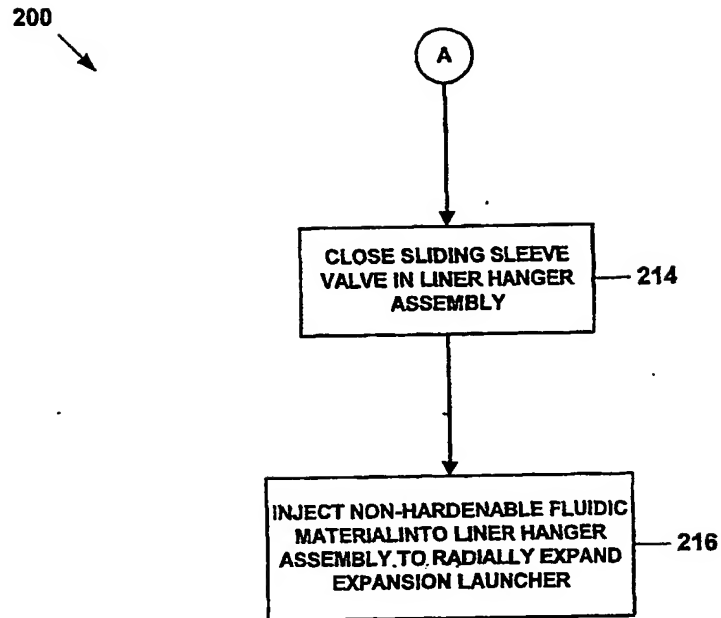 200
A
CLOSE SLIDING SLEEVE
VALVE IN LINER HANGER
ASSEMBLY
214
INJECT NON-HARDENABLE FLUIDIC
MATERIALINTO LINER HANGER
ASSEMBLY TO RADIALLY EXPAND
EXPANSION LAUNCHER
216